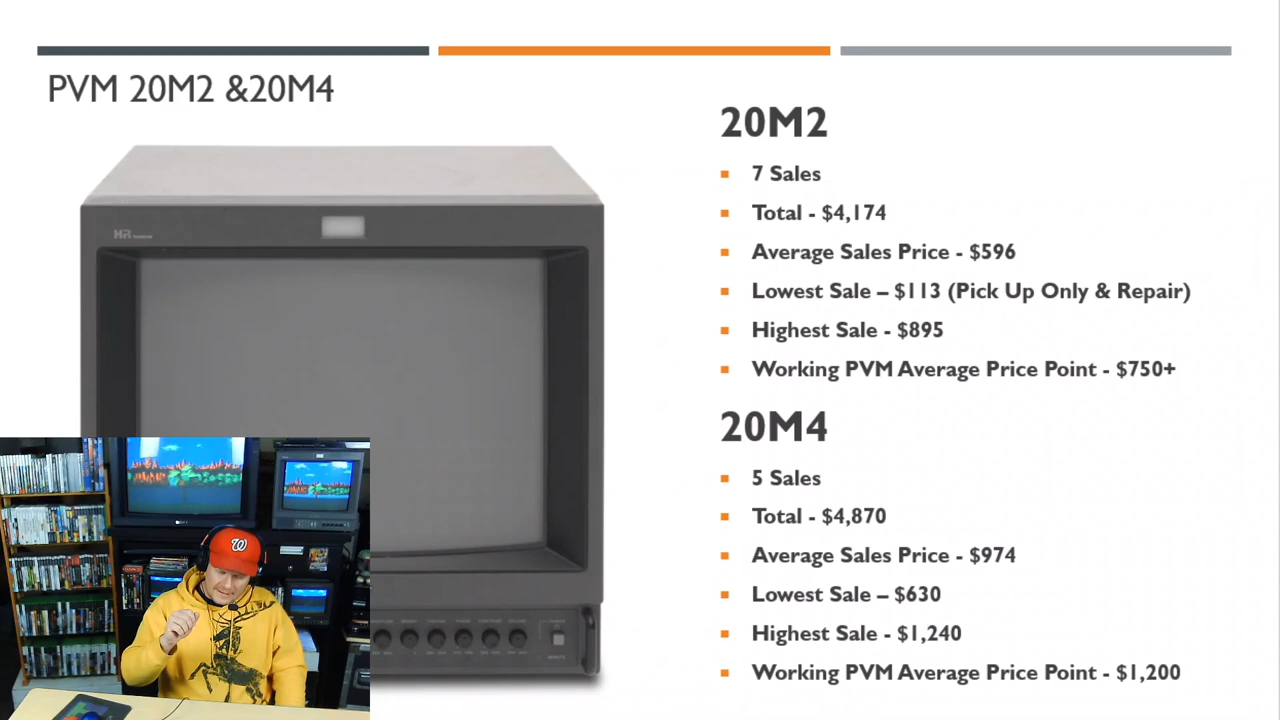 PVM 20M2 &20M4
HR
20M2
7 Sales
Total - $4,174
Average Sales Price - $596
Lowest Sale – $113 (Pick Up Only & Repair)
Highest Sale - $895
Working PVM Average Price Point - $750+
20M4
5 Sales
Total - $4,870
Average Sales Price - $974
Lowest Sale – $630
Highest Sale - $1,240
Working PVM Average Price Point - $1,200
W